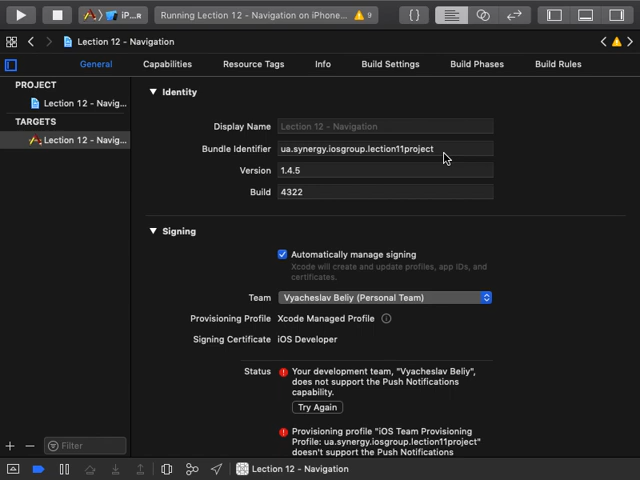 iP...R
Running Lection 12 - Navigation on iPhone... 9
{ }
Lection 12 - Navigation
General Capabilities Resource Tags Info Build Settings Build Phases Build Rules
PROJECT
Lection 12 - Navig...
TARGETS
Lection 12 - Navig...
Identity
Display Name Lection 12 - Navigation
Bundle Identifier ua.synergy.iosgroup.lection11project
Version 1.4.5
Build 4322
Signing
Automatically manage signing
Xcode will create and update profiles, app IDs, and
certificates.
Team Vyacheslav Beliy (Personal Team)
Provisioning Profile Xcode Managed Profile
Signing Certificate iOS Developer
Status Your development team, "Vyacheslav Beliy",
does not support the Push Notifications
capability.
Try Again
Provisioning profile "iOS Team Provisioning
Profile: ua.synergy.iosgroup.lection11project"
doesn't support the Push Notifications
Filter
Lection 12 - Navigation